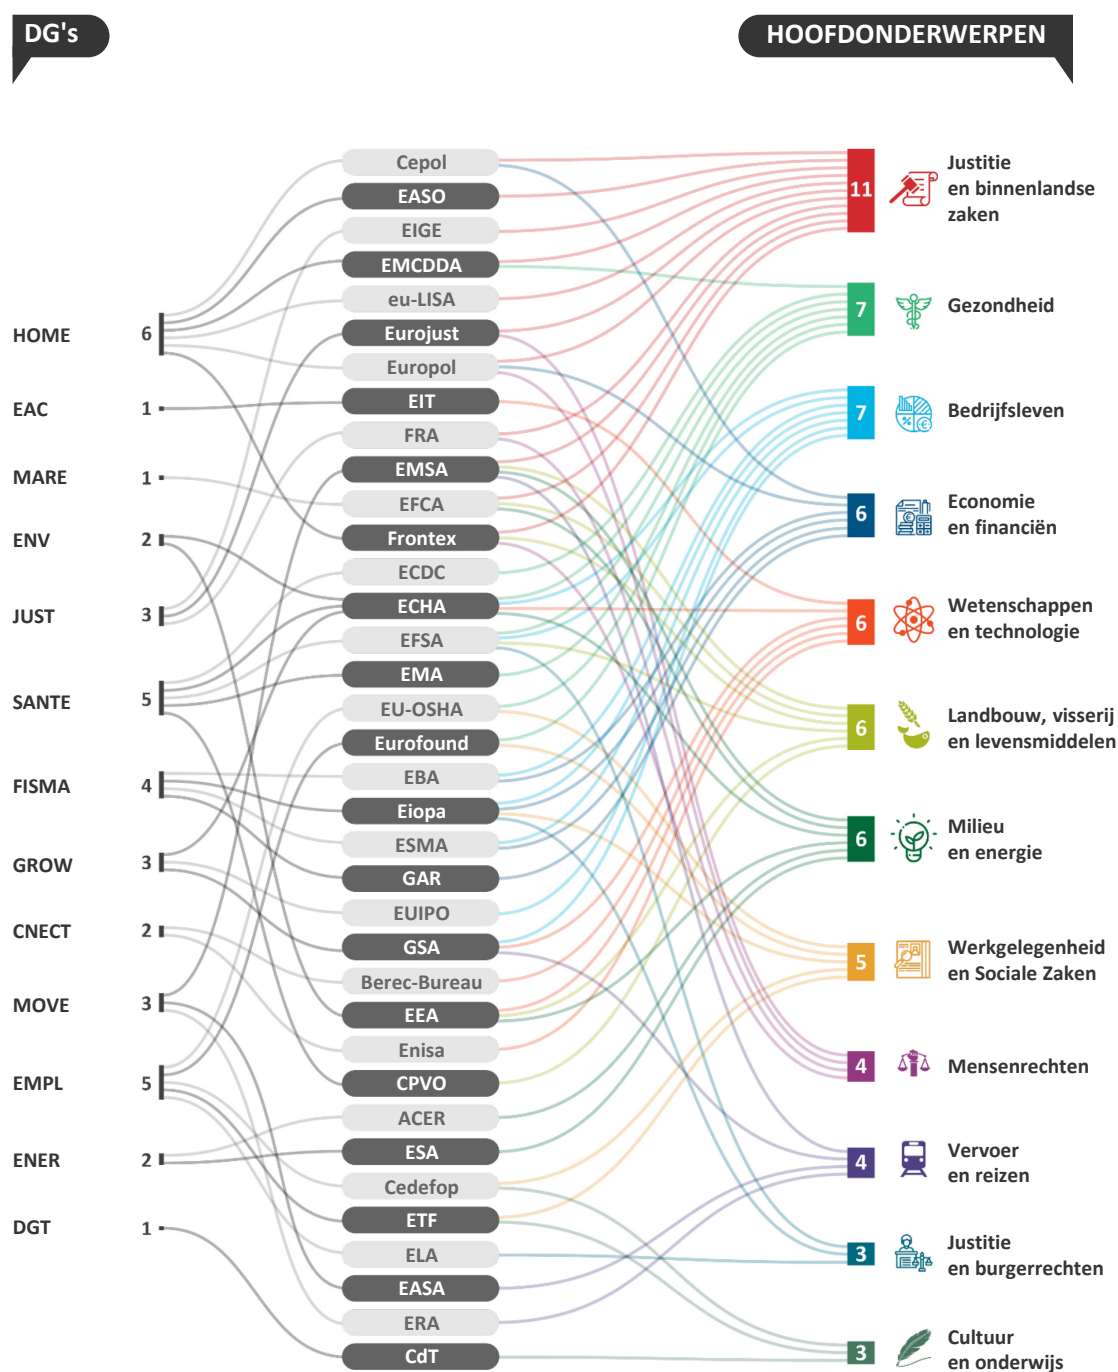 DG's
HOOFDONDERWERPEN
HOME 6
EAC 1
MARE 1
ENV 2
JUST 3
SANTE 5
FISMA 4
GROW 3
CNECT 2
MOVE 3
EMPL 5
ENER 2
DGT 1
Cepol
EASO
EIGE
EMCDDA
eu-LISA
Eurojust
Europol
EIT
FRA
EMSA
EFCA
Frontex
ECDC
ECHA
EFSA
EMA
EU-OSHA
Eurofound
EBA
Eiopa
ESMA
GAR
EUIPO
GSA
Berec-Bureau
EEA
Enisa
CPVO
ACER
ESA
Cedefop
ETF
ELA
EASA
ERA
CdT
11
Justitie
en binnenlandse
zaken
7
Gezondheid
7
Bedrijfsleven
6
Economie
en financiën
6
Wetenschappen
en technologie
6
Landbouw, visserij
en levensmiddelen
6
Milieu
en energie
5
Werkgelegenheid
en Sociale Zaken
4
Mensenrechten
4
Vervoer
en reizen
3
Justitie
en burgerrechten
3
Cultuur
en onderwijs